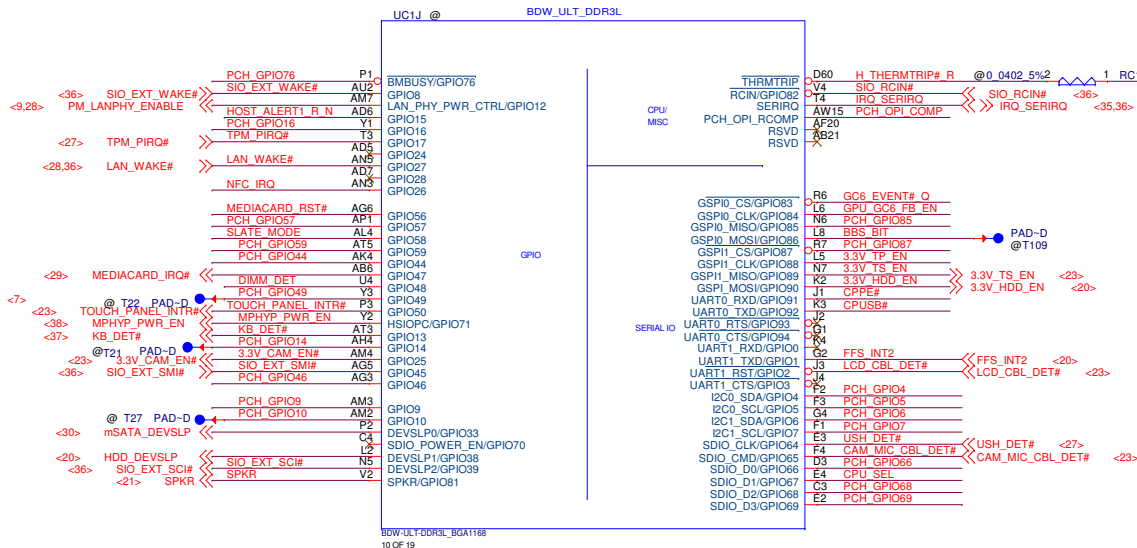 UC1J @ BDW_ULT_DDR3L
PCH_GPIO76 P1 BMBUSY/GPIO76 THRMTRIP D60 H_THERMTRIP#_R @0_0402_5% 2 1 RC1
<36> SIO_EXT_WAKE# SIO_EXT_WAKE# AU2 GPIO8 RCIN/GPIO82 V4 SIO_RCIN# SIO_RCIN# <36>
<9,28> PM_LANPHY_ENABLE AM7 LAN_PHY_PWR_CTRL/GPIO12 CPU/ SERIRQ T4 IRQ_SERIRQ IRQ_SERIRQ <35,36>
HOST_ALERT1_R_N AD6 GPIO15 MISC PCH_OPI_RCOMP AW15 PCH_OPI_COMP
PCH_GPIO16 Y1 GPIO16 RSVD AF20
<27> TPM_PIRQ# TPM_PIRQ# T3 GPIO17 RSVD AB21
AD5 GPIO24
<28,36> LAN_WAKE# LAN_WAKE# AN5 GPIO27
AD7 GPIO28
NFC_IRQ AN3 GPIO26
GSPI0_CS/GPIO83 R6 GC6_EVENT#_Q
MEDIACARD_RST# AG6 GPIO56 GSPI0_CLK/GPIO84 L6 GPU_GC6_FB_EN
PCH_GPIO57 AP1 GPIO57 GSPI0_MISO/GPIO85 N6 PCH_GPIO85
SLATE_MODE AL4 GPIO58 GSPI0_MOSI/GPIO86 L8 BBS_BIT PAD~D
PCH_GPIO59 AT5 GPIO59 GPIO GSPI1_CS/GPIO87 R7 PCH_GPIO87 @T109
PCH_GPIO44 AK4 GPIO44 GSPI1_CLK/GPIO88 L5 3.3V_TP_EN
<29> MEDIACARD_IRQ# AB6 GPIO47 GSPI1_MISO/GPIO89 N7 3.3V_TS_EN 3.3V_TS_EN <23>
DIMM_DET U4 GPIO48 GSPI_MOSI/GPIO90 K2 3.3V_HDD_EN 3.3V_HDD_EN <20>
<7> @ T22 PAD~D PCH_GPIO49 Y3 GPIO49 UART0_RXD/GPIO91 J1 CPPE#
<23> TOUCH_PANEL_INTR# TOUCH_PANEL_INTR# P3 GPIO50 UART0_TXD/GPIO92 K3 CPUSB#
<38> MPHYP_PWR_EN MPHYP_PWR_EN Y2 HSIOPC/GPIO71 SERIAL IO UART0_RTS/GPIO93 J2
<37> KB_DET# KB_DET# AT3 GPIO13 UART0_CTS/GPIO94 G1
@T21 PAD~D PCH_GPIO14 AH4 GPIO14 UART1_RXD/GPIO0 K4
<23> 3.3V_CAM_EN# 3.3V_CAM_EN# AM4 GPIO25 UART1_TXD/GPIO1 G2 FFS_INT2 FFS_INT2 <20>
<36> SIO_EXT_SMI# SIO_EXT_SMI# AG5 GPIO45 UART1_RST/GPIO2 J3 LCD_CBL_DET# LCD_CBL_DET# <23>
PCH_GPIO46 AG3 GPIO46 UART1_CTS/GPIO3 J4
I2C0_SDA/GPIO4 F2 PCH_GPIO4
PCH_GPIO9 AM3 GPIO9 I2C0_SCL/GPIO5 F3 PCH_GPIO5
@ T27 PAD~D PCH_GPIO10 AM2 GPIO10 I2C1_SDA/GPIO6 G4 PCH_GPIO6
<30> mSATA_DEVSLP P2 DEVSLP0/GPIO33 I2C1_SCL/GPIO7 F1 PCH_GPIO7
C4 SDIO_POWER_EN/GPIO70 SDIO_CLK/GPIO64 E3 USH_DET# USH_DET# <27>
<20> HDD_DEVSLP L2 DEVSLP1/GPIO38 SDIO_CMD/GPIO65 F4 CAM_MIC_CBL_DET# CAM_MIC_CBL_DET# <23>
<36> SIO_EXT_SCI# SIO_EXT_SCI# N5 DEVSLP2/GPIO39 SDIO_D0/GPIO66 D3 PCH_GPIO66
<21> SPKR SPKR V2 SPKR/GPIO81 SDIO_D1/GPIO67 E4 CPU_SEL
SDIO_D2/GPIO68 C3 PCH_GPIO68
SDIO_D3/GPIO69 E2 PCH_GPIO69
BDW-ULT-DDR3L_BGA1168
10 OF 19